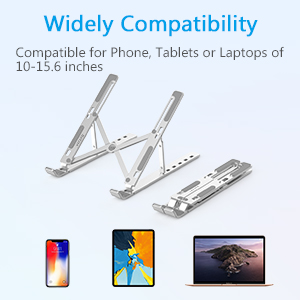 Widely Compatibility
Compatible for Phone, Tablets or Laptops of
10-15.6 inches